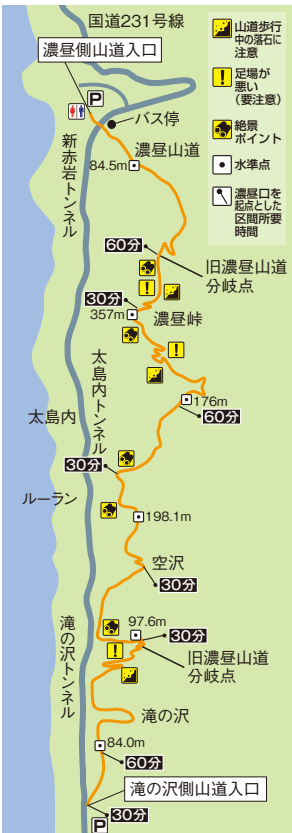 国道231号線
濃昼側山道入口
P
バス停
新赤岩トンネル
濃昼山道
84.5m
60分
旧濃昼山道
分岐点
30分
357m
濃昼峠
太島内トンネル
176m
60分
太島内
30分
ルーラン
198.1m
空沢
30分
97.6m
30分
旧濃昼山道
分岐点
滝の沢トンネル
滝の沢
84.0m
60分
滝の沢側山道入口
30分
P
山道歩行
中の落石に
注意
足場が
悪い
(要注意)
絶景
ポイント
水準点
濃昼口を
起点とした
区間所要
時間